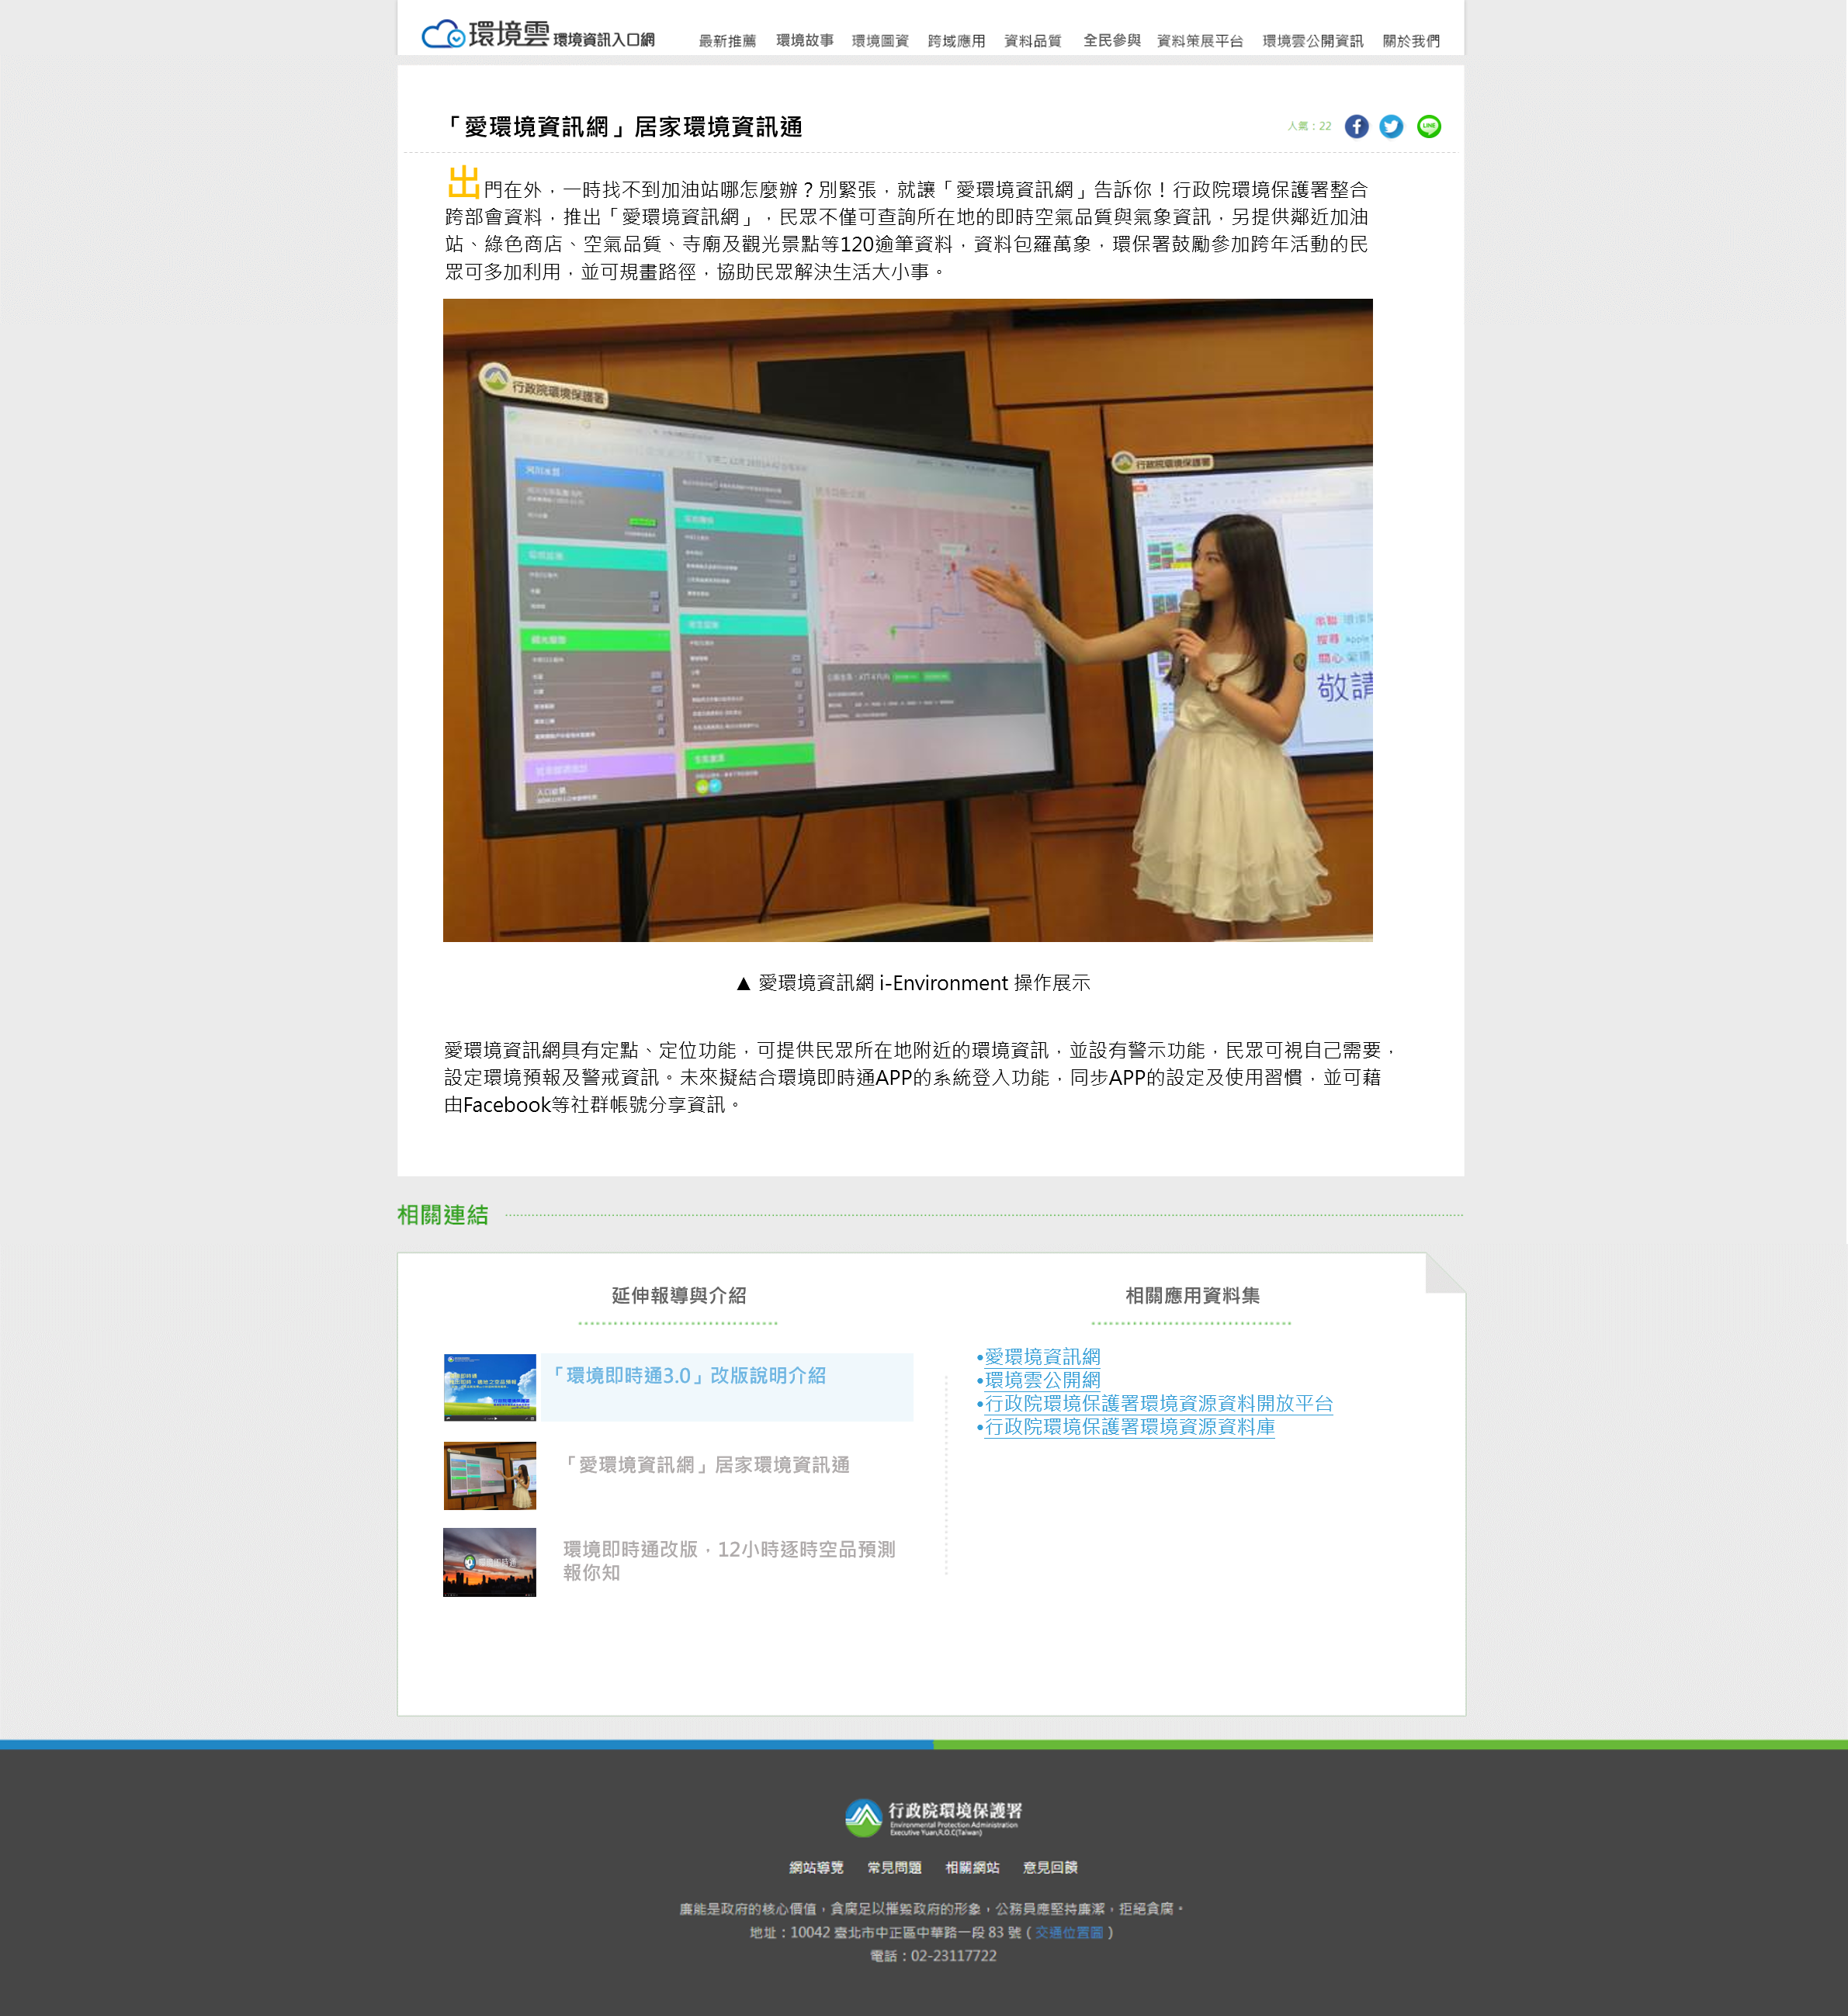 環境雲 環境資訊入口網
最新推薦 環境故事 環境圖資 跨域應用 資料品質 全民參與 資料策展平台 環境雲公開資訊 關於我們
「愛環境資訊網」居家環境資訊通
人氣：22
出門在外，一時找不到加油站哪怎麼辦？別緊張，就讓「愛環境資訊網」告訴你！行政院環境保護署整合
跨部會資料，推出「愛環境資訊網」，民眾不僅可查詢所在地的即時空氣品質與氣象資訊，另提供鄰近加油
站、綠色商店、空氣品質、寺廟及觀光景點等120逾筆資料，資料包羅萬象，環保署鼓勵參加跨年活動的民
眾可多加利用，並可規畫路徑，協助民眾解決生活大小事。
行政院環境保護署
行政院環境保護署
敬請
▲ 愛環境資訊網 i-Environment 操作展示
愛環境資訊網具有定點、定位功能，可提供民眾所在地附近的環境資訊，並設有警示功能，民眾可視自己需要，
設定環境預報及警戒資訊。未來擬結合環境即時通APP的系統登入功能，同步APP的設定及使用習慣，並可藉
由Facebook等社群帳號分享資訊。
相關連結
延伸報導與介紹
「環境即時通3.0」改版說明介紹
「愛環境資訊網」居家環境資訊通
環境即時通改版，12小時逐時空品預測
報你知
相關應用資料集
•愛環境資訊網
•環境雲公開網
•行政院環境保護署環境資源資料開放平台
•行政院環境保護署環境資源資料庫
行政院環境保護署
Environmental Protection Administration
Executive Yuan,R.O.C(Taiwan)
網站導覽 常見問題 相關網站 意見回饋
廉能是政府的核心價值，貪腐足以摧毀政府的形象，公務員應堅持廉潔，拒絕貪腐。
地址：10042 臺北市中正區中華路一段 83 號（交通位置圖）
電話：02-23117722